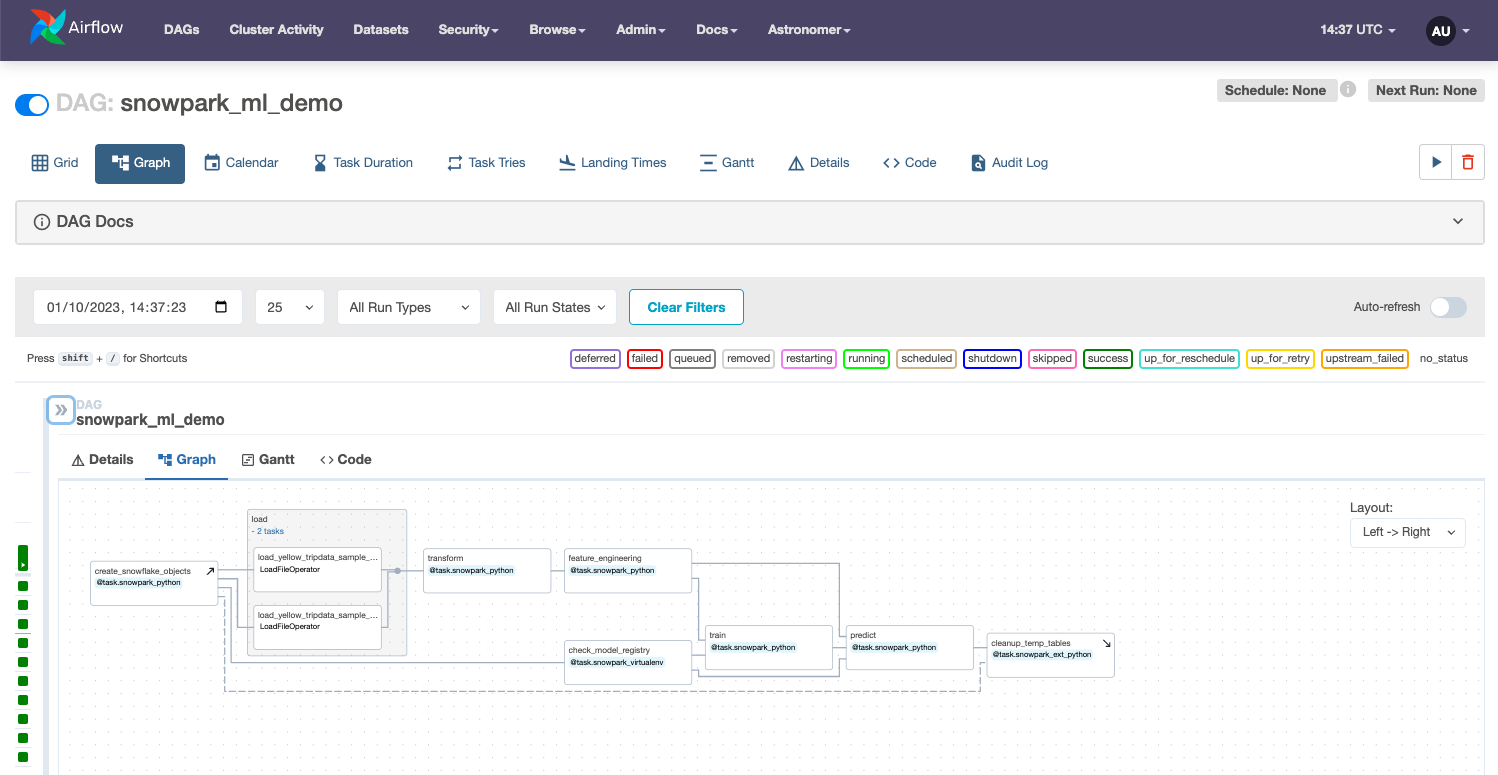 Airflow DAGs Cluster Activity Datasets Security Browse Admin Docs Astronomer 14:37 UTC AU
DAG: snowpark_ml_demo
Schedule: None Next Run: None
Grid Graph Calendar Task Duration Task Tries Landing Times Gantt Details Code Audit Log
DAG Docs
01/10/2023, 14:37:23 25 All Run Types All Run States Clear Filters Auto-refresh
Press shift + / for Shortcuts
deferred failed queued removed restarting running scheduled shutdown skipped success up_for_reschedule up_for_retry upstream_failed no_status
DAG
snowpark_ml_demo
Details Graph Gantt Code
Layout:
Left -> Right
create_snowflake_objects
@task.snowpark_python
load
- 2 tasks
load_yellow_tripdata_sample_...
LoadFileOperator
load_yellow_tripdata_sample_...
LoadFileOperator
transform
@task.snowpark_python
feature_engineering
@task.snowpark_python
check_model_registry
@task.snowpark_virtualenv
train
@task.snowpark_python
predict
@task.snowpark_python
cleanup_temp_tables
@task.snowpark_ext_python